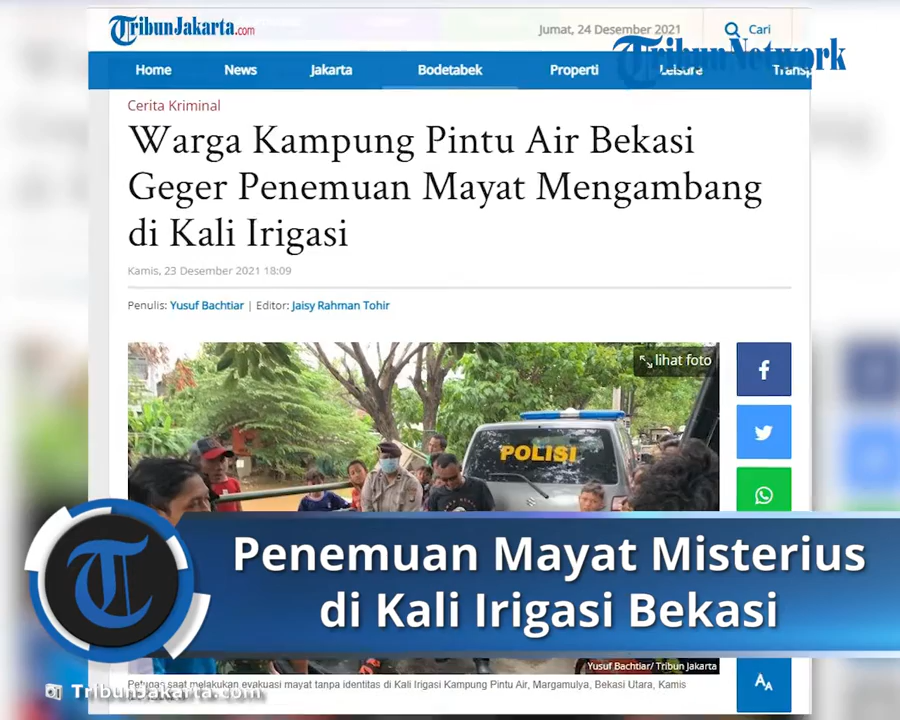 TribunJakarta.com
Jumat, 24 Desember 2021
Cari
TribunNetwork
Home News Jakarta Bodetabek Properti Leisure Transp
Cerita Kriminal
Warga Kampung Pintu Air Bekasi
Geger Penemuan Mayat Mengambang
di Kali Irigasi
Kamis, 23 Desember 2021 18:09
Penulis: Yusuf Bachtiar | Editor: Jaisy Rahman Tohir
lihat foto
POLISI
Penemuan Mayat Misterius
di Kali Irigasi Bekasi
Yusuf Bachtiar/ Tribun Jakarta
Petugas saat melakukan evakuasi mayat tanpa identitas di Kali Irigasi Kampung Pintu Air, Margamulya, Bekasi Utara, Kamis
TribunJakarta.com
AA